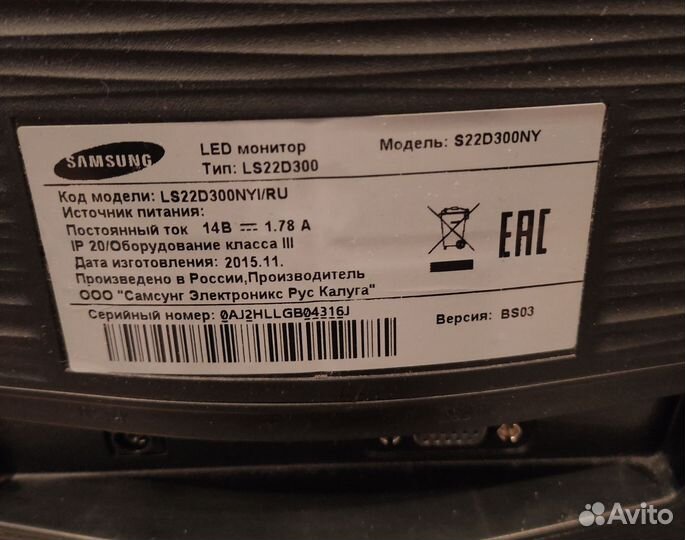 SAMSUNG
LED монитор
Тип: LS22D300
Модель: S22D300NY
Код модели: LS22D300NYI/RU
Источник питания:
Постоянный ток 14В 1.78 A
IP 20/Оборудование класса III
Дата изготовления: 2015.11.
Произведено в России,Производитель
ООО "Самсунг Электроникс Рус Калуга"
EAC
Серийный номер: 0AJ2HLLGB04316J
Версия: BS03
Avito